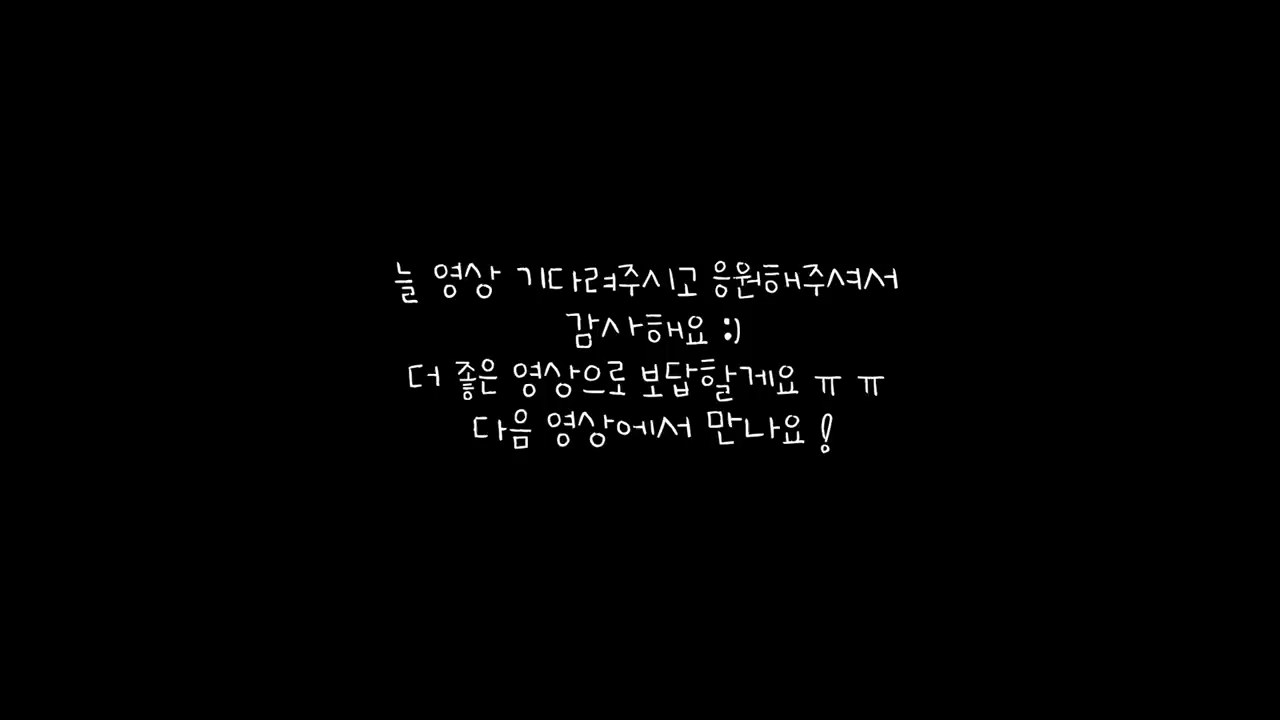 늘 영상 기다려주시고 응원해주셔서
감사해요 :)
더 좋은 영상으로 보답할게요 ㅠ ㅠ
다음 영상에서 만나요!